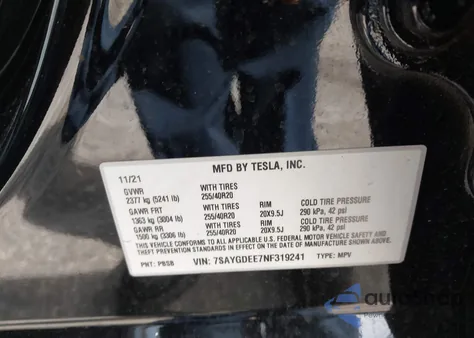 MFD BY TESLA, INC.
11/21
GVWR WITH TIRES
2377 kg (5241 lb) 255/40R20 RIM COLD TIRE PRESSURE
GAWR FRT WITH TIRES 20X9.5J 290 kPa, 42 psi
1363 kg (3004 lb) 255/40R20 RIM COLD TIRE PRESSURE
GAWR RR WITH TIRES 20X9.5J 290 kPa, 42 psi
1500 kg (3306 lb) 255/40R20
THIS VEHICLE CONFORMS TO ALL APPLICABLE U.S. FEDERAL MOTOR VEHICLE SAFETY AND
THEFT PREVENTION STANDARDS IN EFFECT ON THE DATE OF MANUFACTURE SHOWN ABOVE.
PNT: PBSB VIN: 7SAYGDEE7NF319241 TYPE: MPV